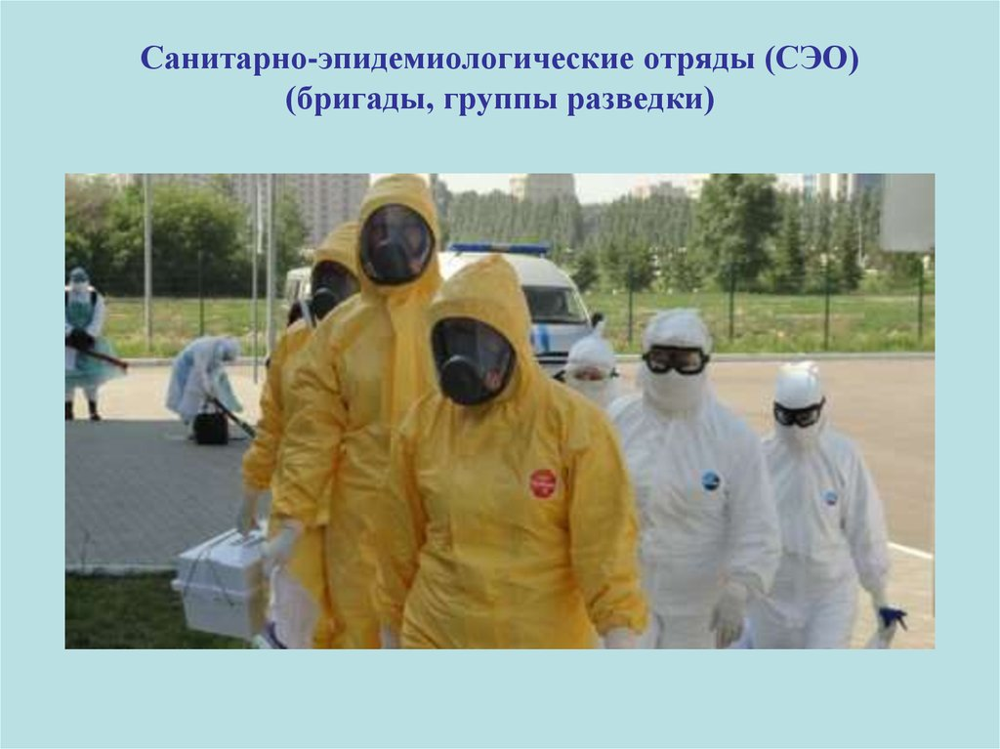 Санитарно-эпидемиологические отряды (СЭО)
(бригады, группы разведки)